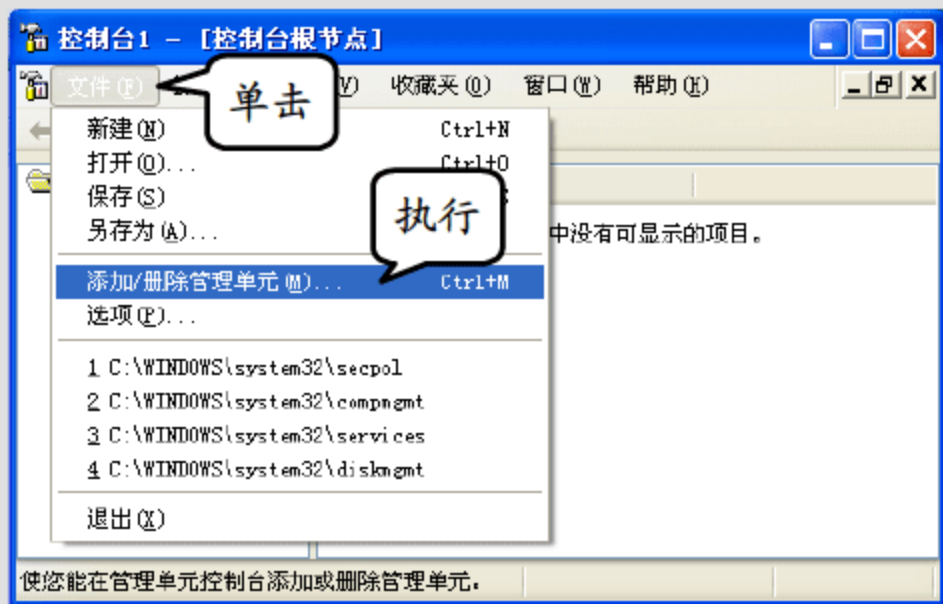 控制台1 - [控制台根节点]
文件(F) (V) 收藏夹(O) 窗口(W) 帮助(H)
单击
新建(N) Ctrl+N
打开(O)... Ctrl+O
保存(S)
另存为(A)...
执行
中没有可显示的项目。
添加/删除管理单元(M)... Ctrl+M
选项(P)...
1 C:\WINDOWS\system32\secpol
2 C:\WINDOWS\system32\compmgmt
3 C:\WINDOWS\system32\services
4 C:\WINDOWS\system32\diskmgmt
退出(X)
使您能在管理单元控制台添加或删除管理单元。